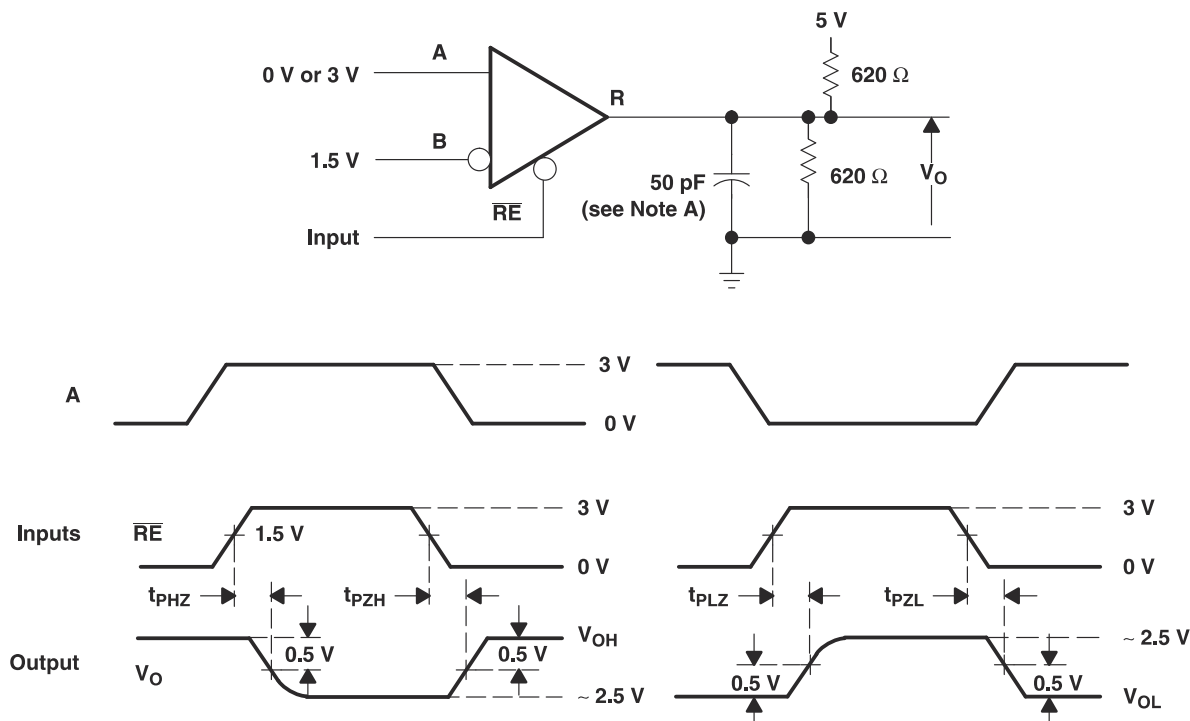 5 V
A
0 V or 3 V
620 Ω
R
B
1.5 V
620 Ω
V_O
50 pF
(see Note A)
RE
Input
3 V
A
0 V
3 V
3 V
Inputs
RE
1.5 V
0 V
0 V
t_PHZ
t_PZH
t_PLZ
t_PZL
V_OH
~ 2.5 V
Output
V_O
0.5 V
0.5 V
0.5 V
0.5 V
~ 2.5 V
V_OL